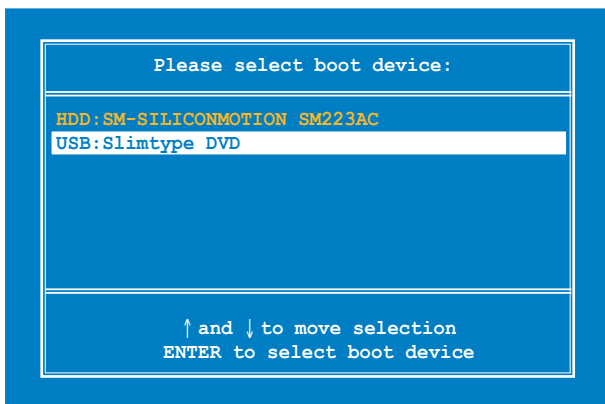 Please select boot device:
HDD:SM-SILICONMOTION SM223AC
USB:Slimtype DVD
↑and ↓to move selection
ENTER to select boot device